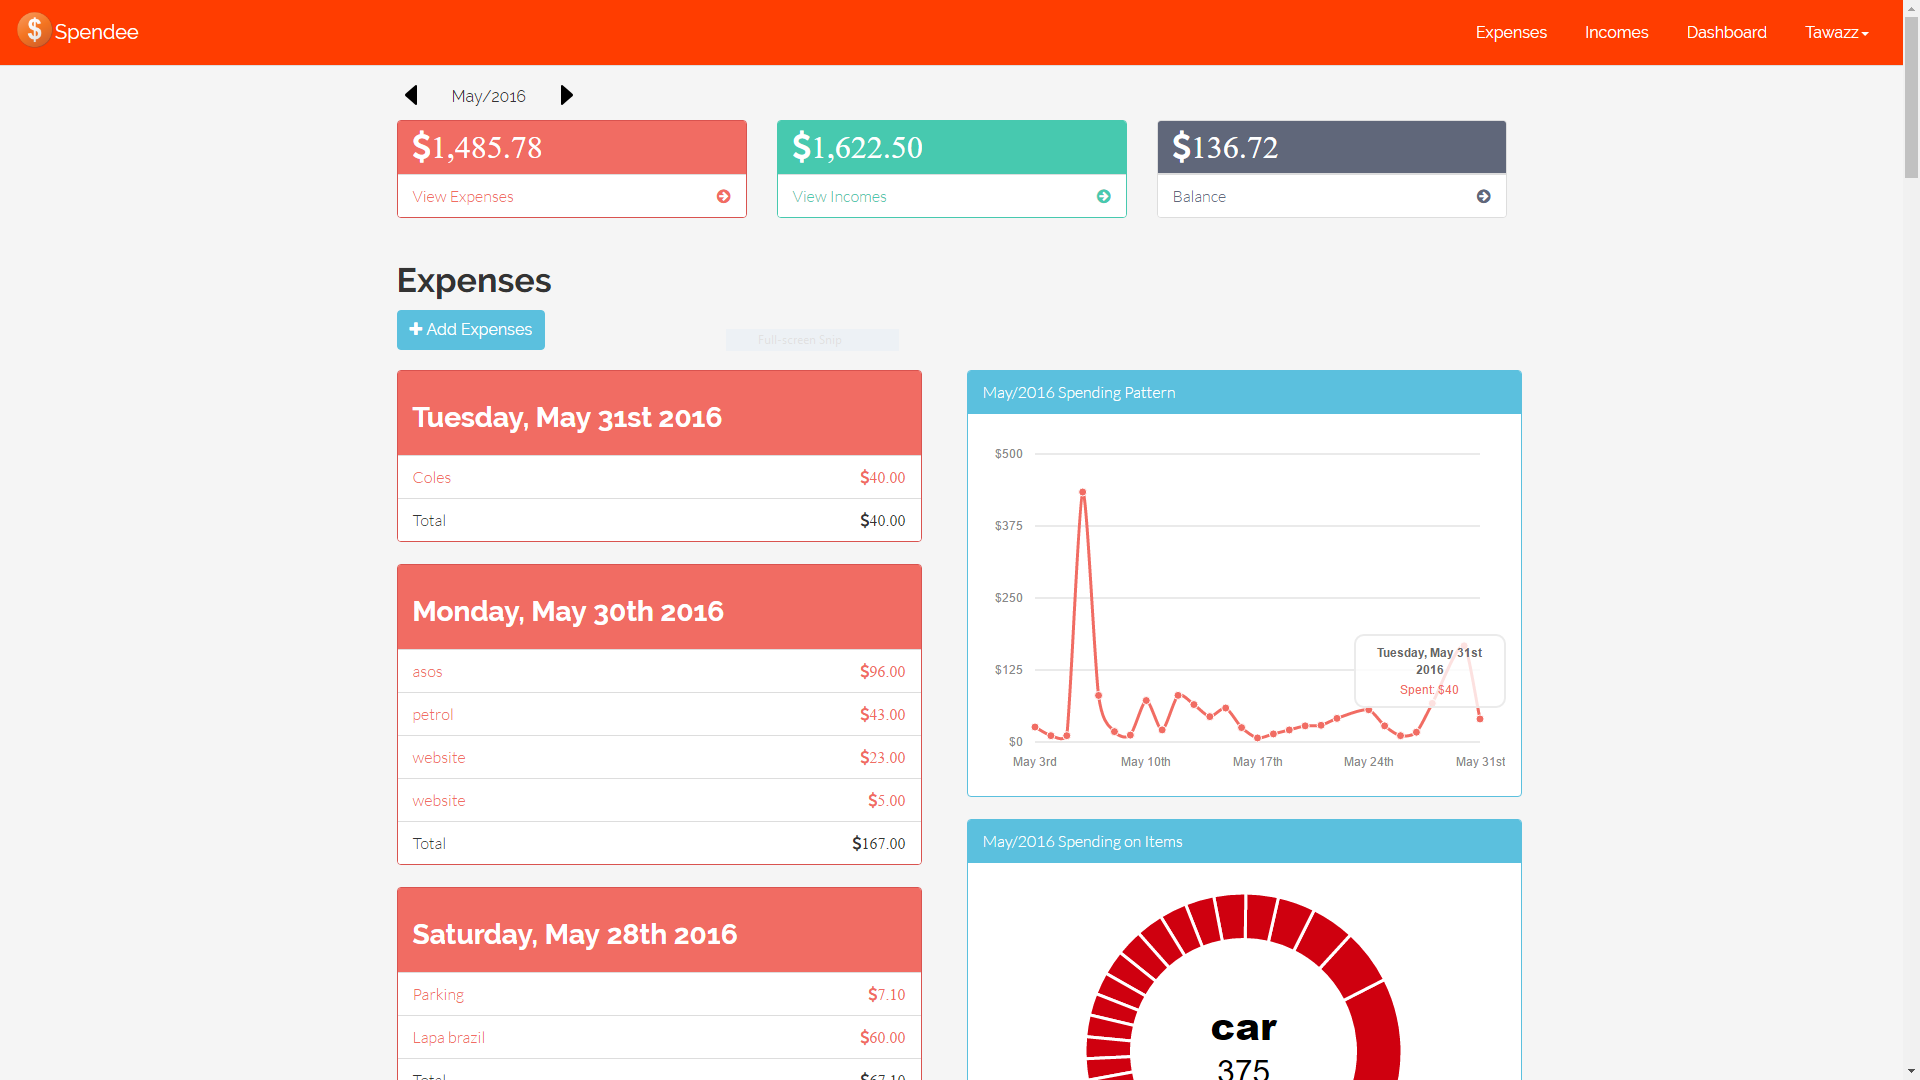 $ Spendee
Expenses Incomes Dashboard Tawazz
May/2016
$1,485.78
View Expenses
$1,622.50
View Incomes
$136.72
Balance
Expenses
+ Add Expenses
Full-screen Snip
Tuesday, May 31st 2016
Coles $40.00
Total $40.00
Monday, May 30th 2016
asos $96.00
petrol $43.00
website $23.00
website $5.00
Total $167.00
Saturday, May 28th 2016
Parking $7.10
Lapa brazil $60.00
Total $67.10
May/2016 Spending Pattern
$500
$375
$250
$125
$0
Tuesday, May 31st
2016
Spent: $40
May 3rd May 10th May 17th May 24th May 31st
May/2016 Spending on Items
car
375